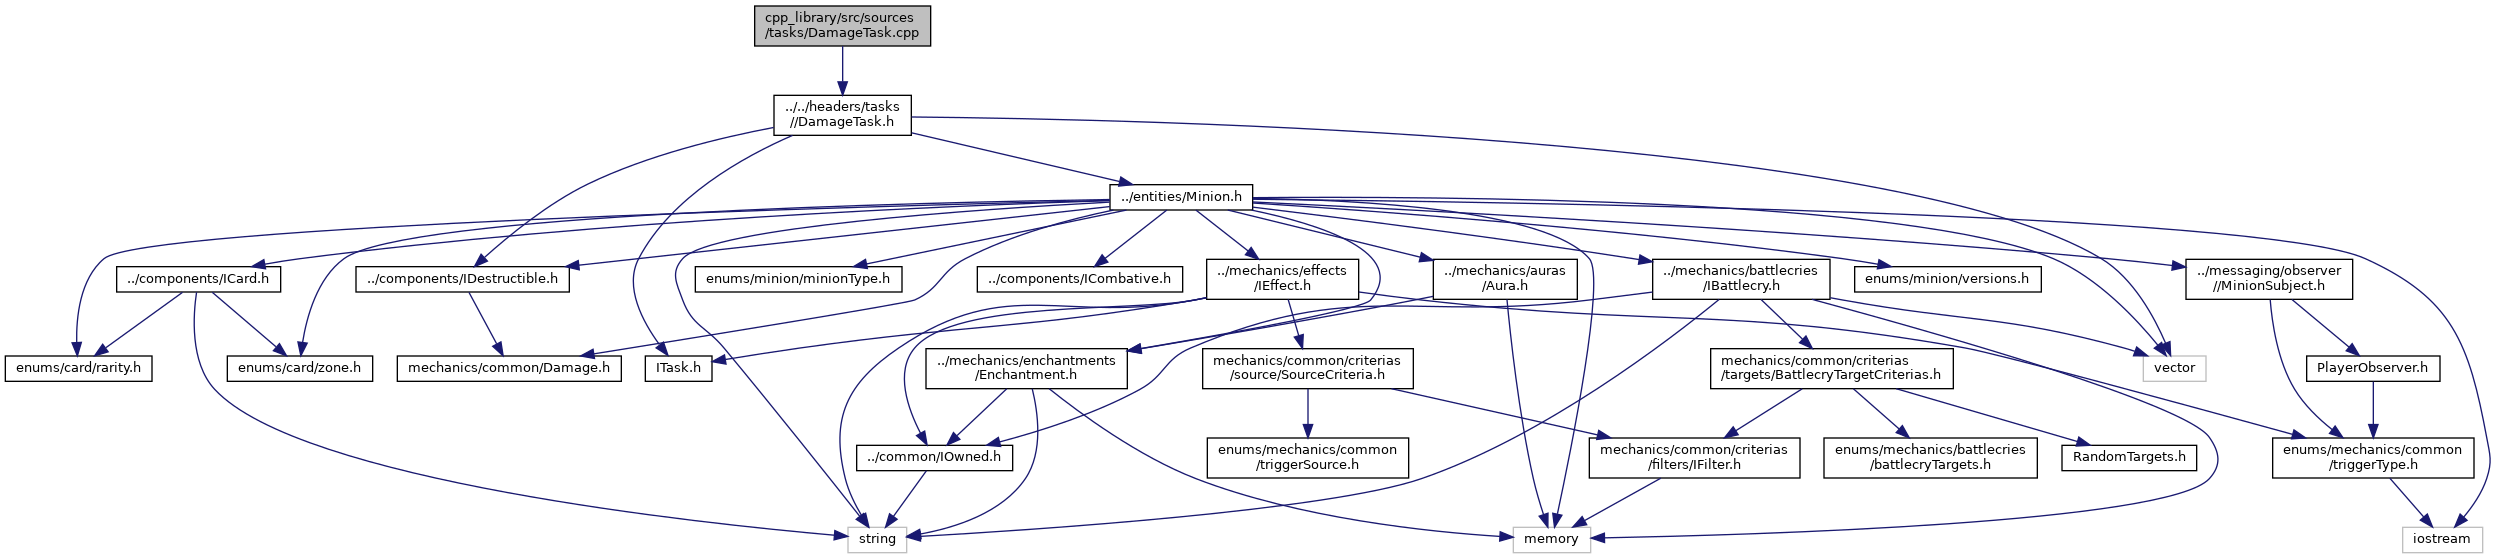 cpp_library/src/sources
/tasks/DamageTask.cpp
../../headers/tasks
//DamageTask.h
../entities/Minion.h
../components/ICard.h
../components/IDestructible.h
enums/minion/minionType.h
../components/ICombative.h
../mechanics/effects
/IEffect.h
../mechanics/auras
/Aura.h
../mechanics/battlecries
/IBattlecry.h
enums/minion/versions.h
../messaging/observer
//MinionSubject.h
enums/card/rarity.h
enums/card/zone.h
mechanics/common/Damage.h
ITask.h
../mechanics/enchantments
/Enchantment.h
mechanics/common/criterias
/source/SourceCriteria.h
mechanics/common/criterias
/targets/BattlecryTargetCriterias.h
vector
PlayerObserver.h
../common/IOwned.h
enums/mechanics/common
/triggerSource.h
mechanics/common/criterias
/filters/IFilter.h
enums/mechanics/battlecries
/battlecryTargets.h
RandomTargets.h
enums/mechanics/common
/triggerType.h
string
memory
iostream